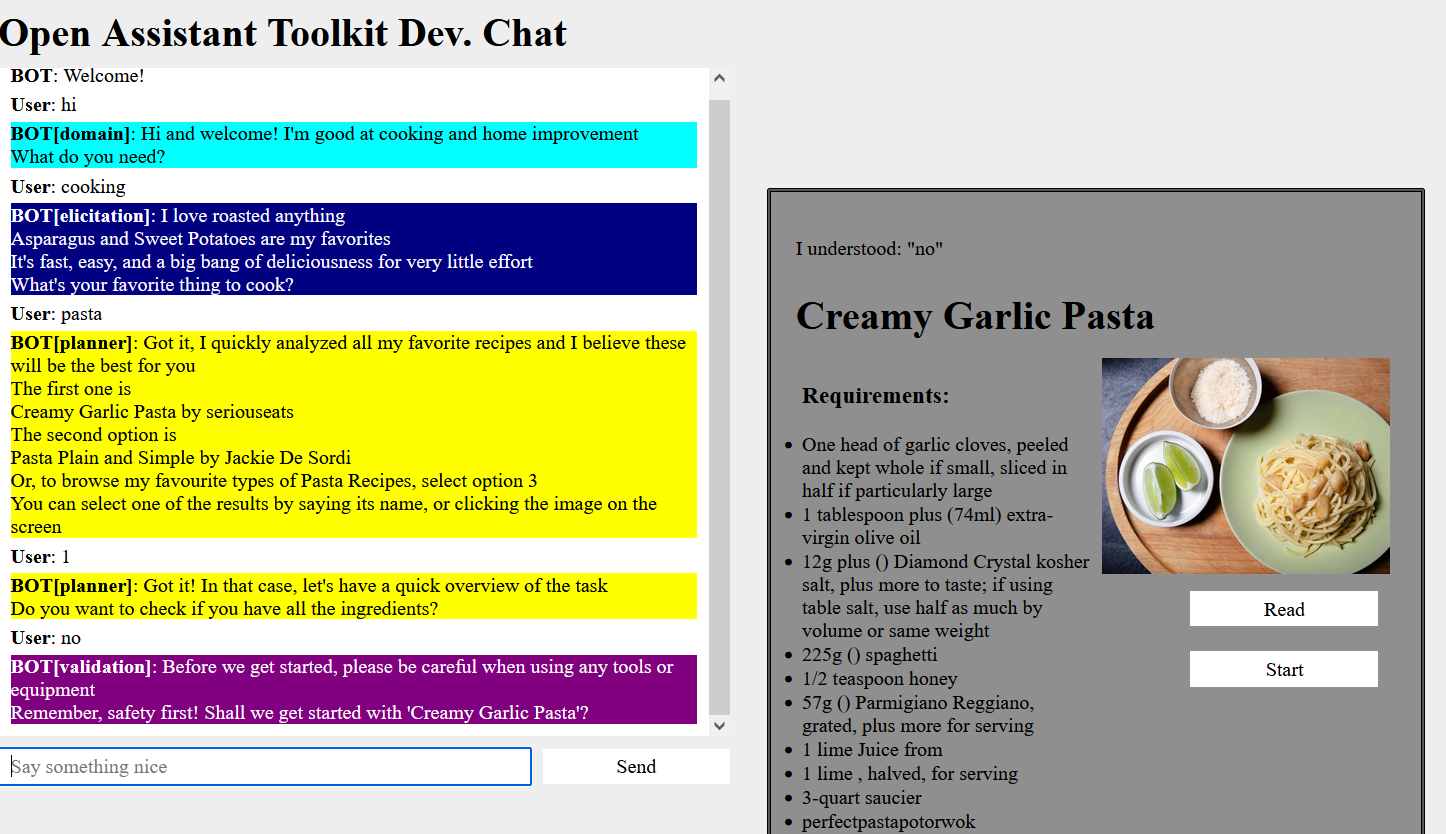 Open Assistant Toolkit Dev. Chat
BOT: Welcome!
User: hi
BOT[domain]: Hi and welcome! I'm good at cooking and home improvement
What do you need?
User: cooking
BOT[elicitation]: I love roasted anything
Asparagus and Sweet Potatoes are my favorites
It's fast, easy, and a big bang of deliciousness for very little effort
What's your favorite thing to cook?
User: pasta
BOT[planner]: Got it, I quickly analyzed all my favorite recipes and I believe these
will be the best for you
The first one is
Creamy Garlic Pasta by seriouseats
The second option is
Pasta Plain and Simple by Jackie De Sordi
Or, to browse my favourite types of Pasta Recipes, select option 3
You can select one of the results by saying its name, or clicking the image on the
screen
User: 1
BOT[planner]: Got it! In that case, let's have a quick overview of the task
Do you want to check if you have all the ingredients?
User: no
BOT[validation]: Before we get started, please be careful when using any tools or
equipment
Remember, safety first! Shall we get started with 'Creamy Garlic Pasta'?
Say something nice
Send
I understood: "no"
Creamy Garlic Pasta
Requirements:
One head of garlic cloves, peeled
and kept whole if small, sliced in
half if particularly large
1 tablespoon plus (74ml) extra-
virgin olive oil
12g plus () Diamond Crystal kosher
salt, plus more to taste; if using
table salt, use half as much by
volume or same weight
225g () spaghetti
1/2 teaspoon honey
57g () Parmigiano Reggiano,
grated, plus more for serving
1 lime Juice from
1 lime , halved, for serving
3-quart saucier
perfectpastapotorwok
Read
Start